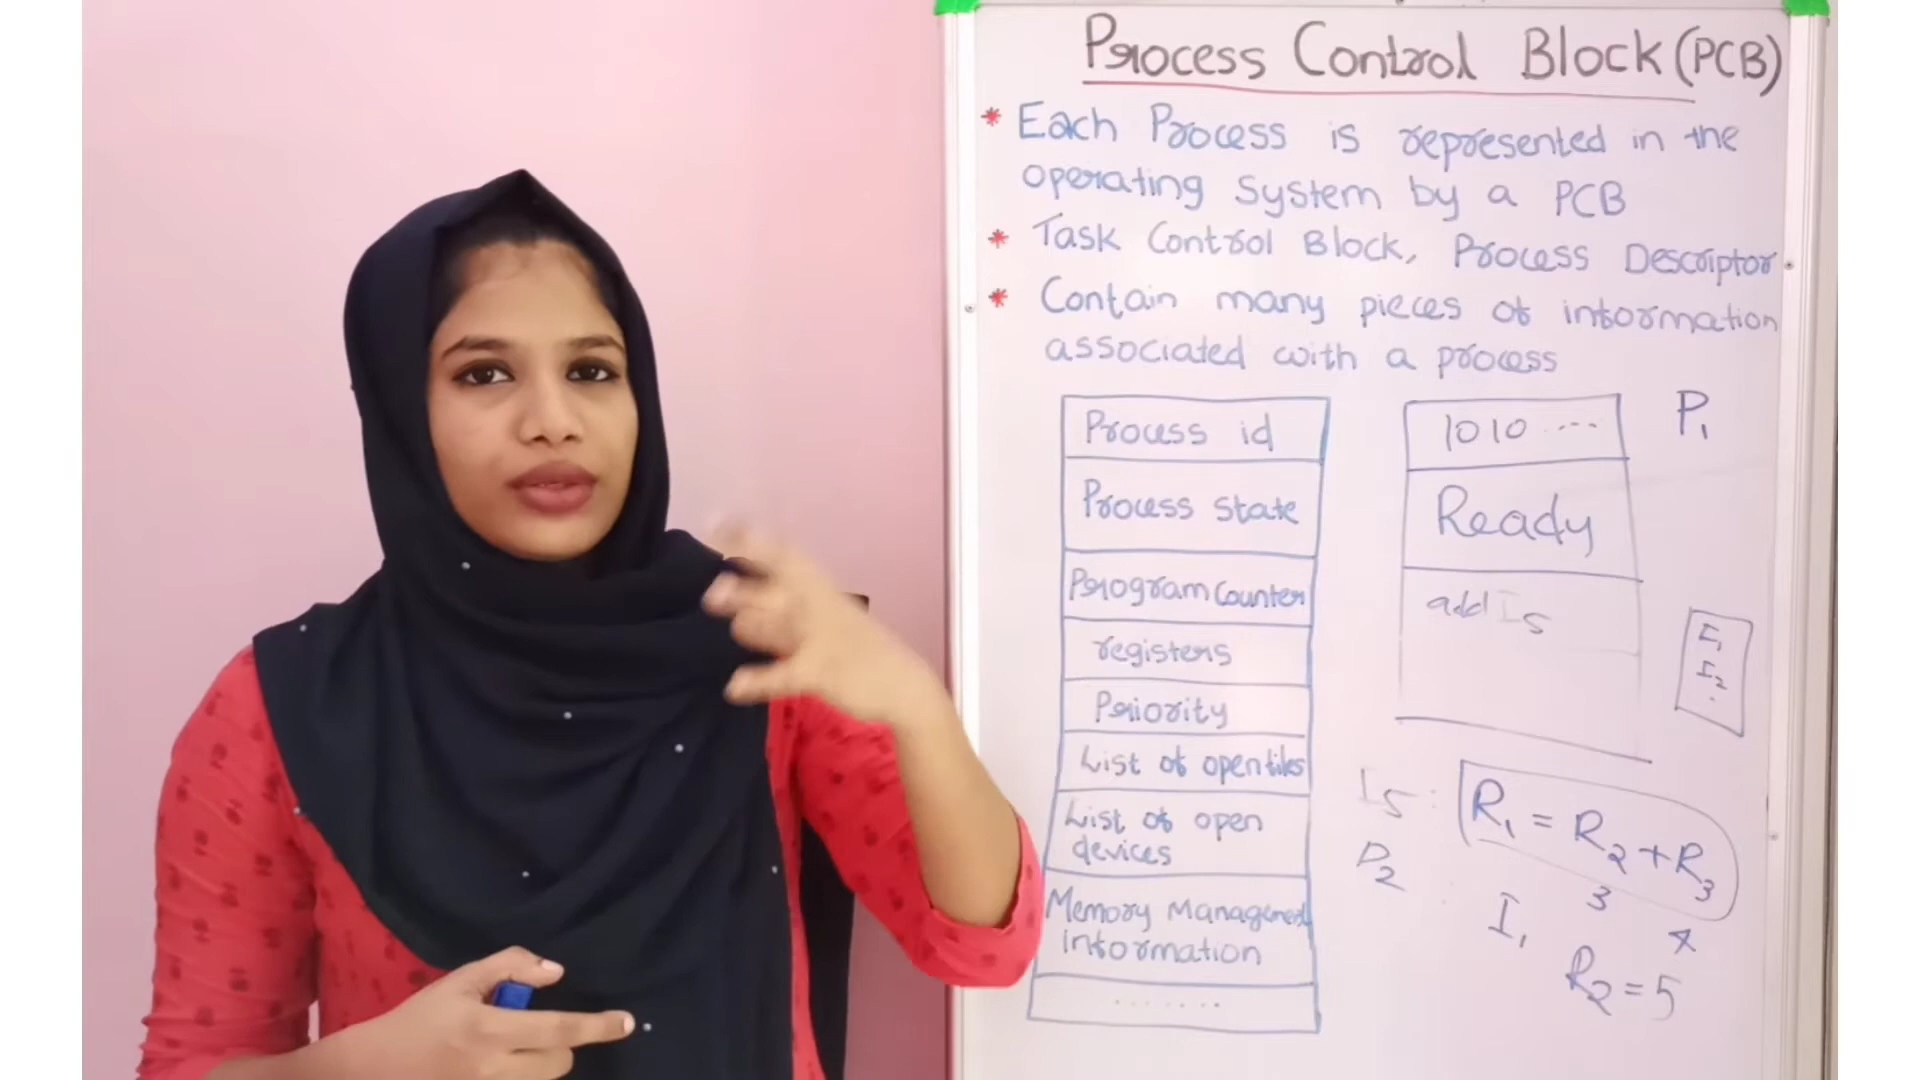 Process Control Block (PCB)
* Each Process is represented in the
operating System by a PCB
* Task Control Block, Process Descriptor
* Contain many pieces of information
associated with a process
Process id
Process state
Program Counter
registers
Priority
List of open files
List of open
devices
Memory Management
information
........
P1
1010 ....
Ready
add I5
I1
I2
.
I5 : R1 = R2 + R3
3 4
P2 : I1
R2 = 5